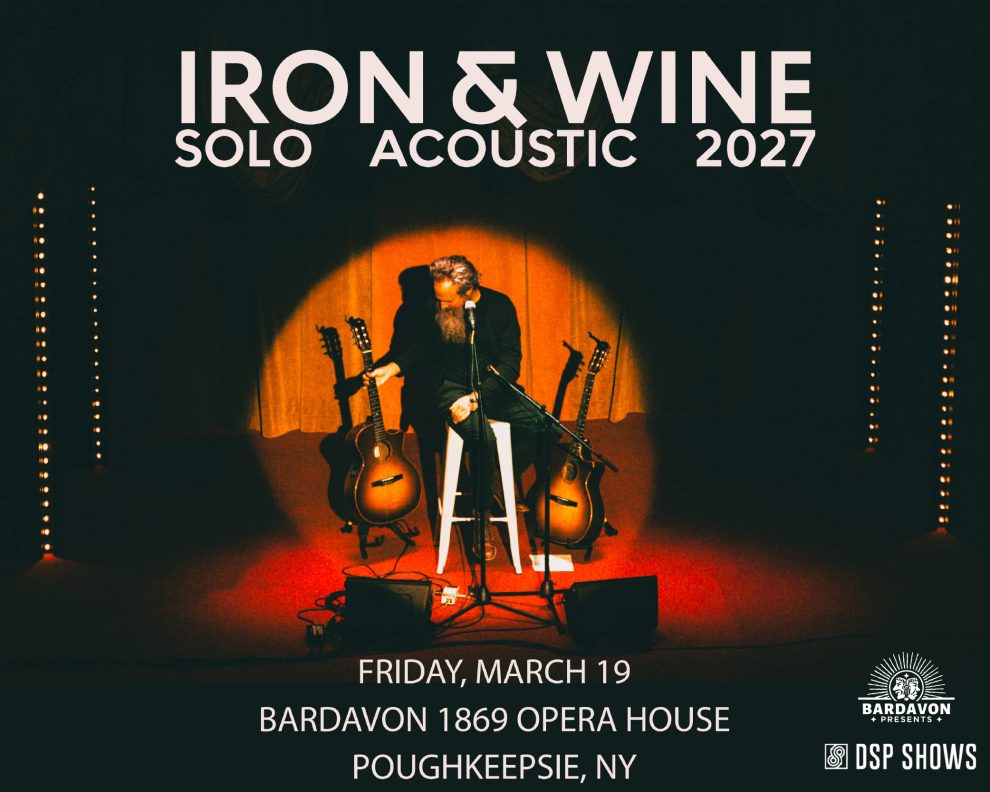 IRON & WINE
SOLO ACOUSTIC 2027
FRIDAY, MARCH 19
BARDAVON 1869 OPERA HOUSE
POUGHKEEPSIE, NY
BARDAVON
PRESENTS
DSP SHOWS